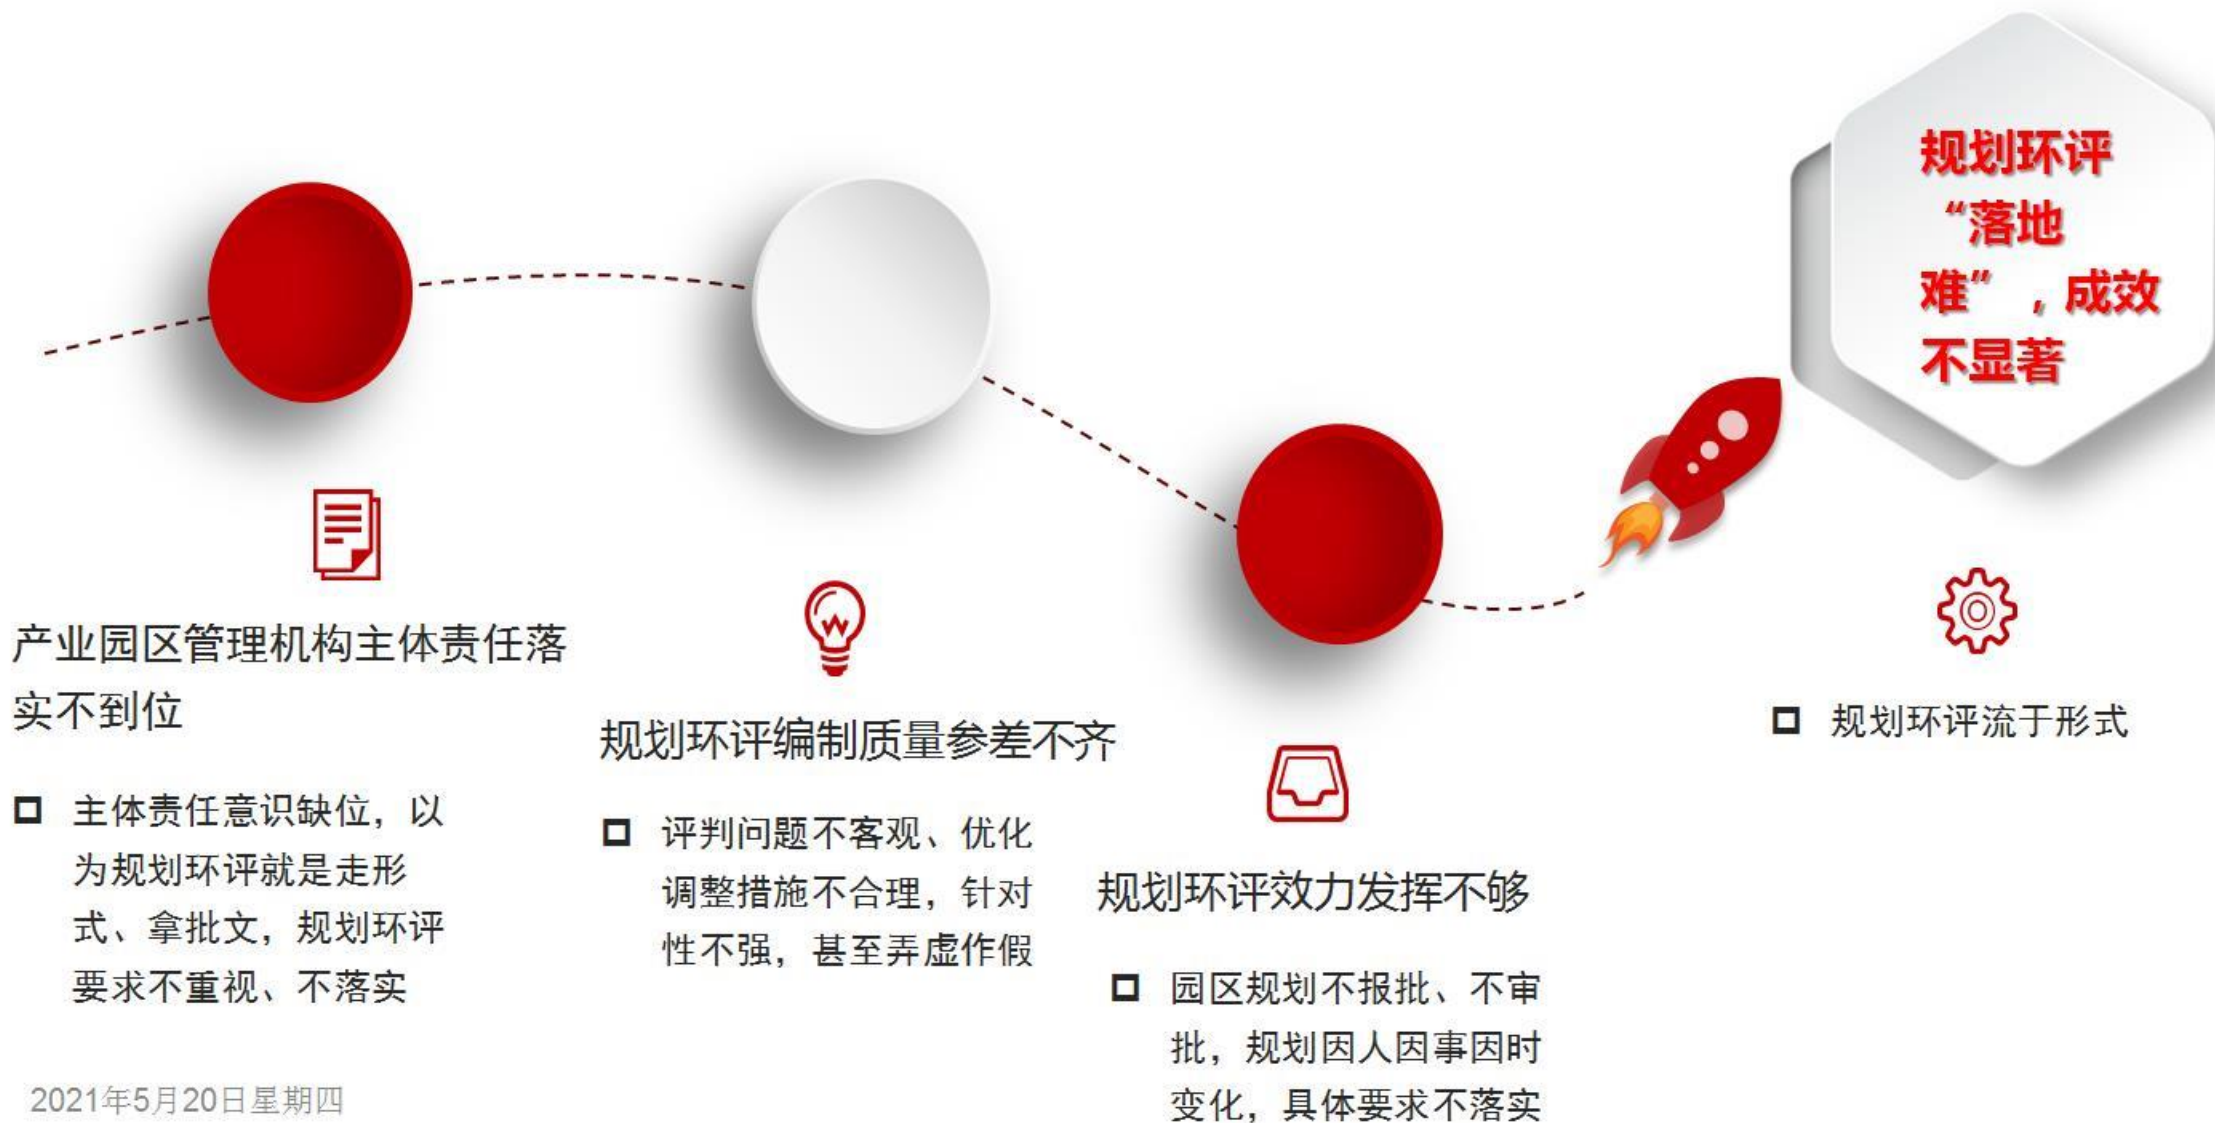 规划环评
“落地
难”,成效
不显著
产业园区管理机构主体责任落
实不到位
主体责任意识缺位，以
为规划环评就是走形
式、拿批文，规划环评
要求不重视、不落实
规划环评编制质量参差不齐
评判问题不客观、优化
调整措施不合理，针对
性不强，甚至弄虚作假
规划环评效力发挥不够
园区规划不报批、不审
批，规划因人因事因时
变化，具体要求不落实
规划环评流于形式
2021年5月20日星期四